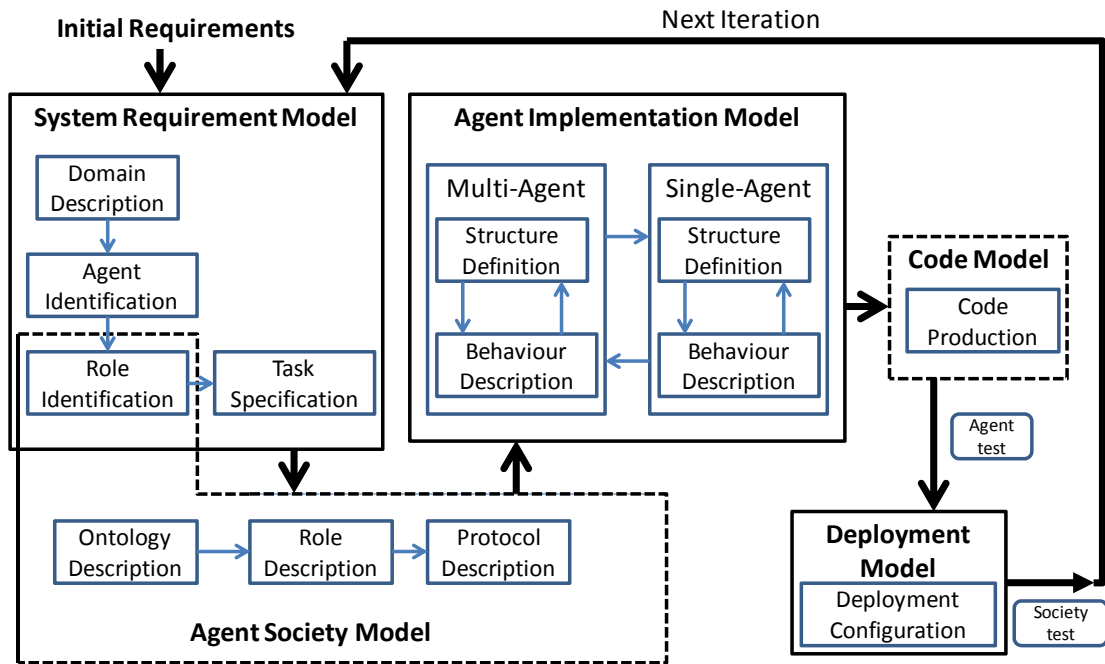 Initial Requirements
Next Iteration
System Requirement Model
Domain
Description
Agent
Identification
Role
Identification
Task
Specification
Agent Implementation Model
Multi-Agent
Structure
Definition
Behaviour
Description
Single-Agent
Structure
Definition
Behaviour
Description
Code Model
Code
Production
Agent
test
Ontology
Description
Role
Description
Protocol
Description
Agent Society Model
Deployment
Model
Deployment
Configuration
Society
test